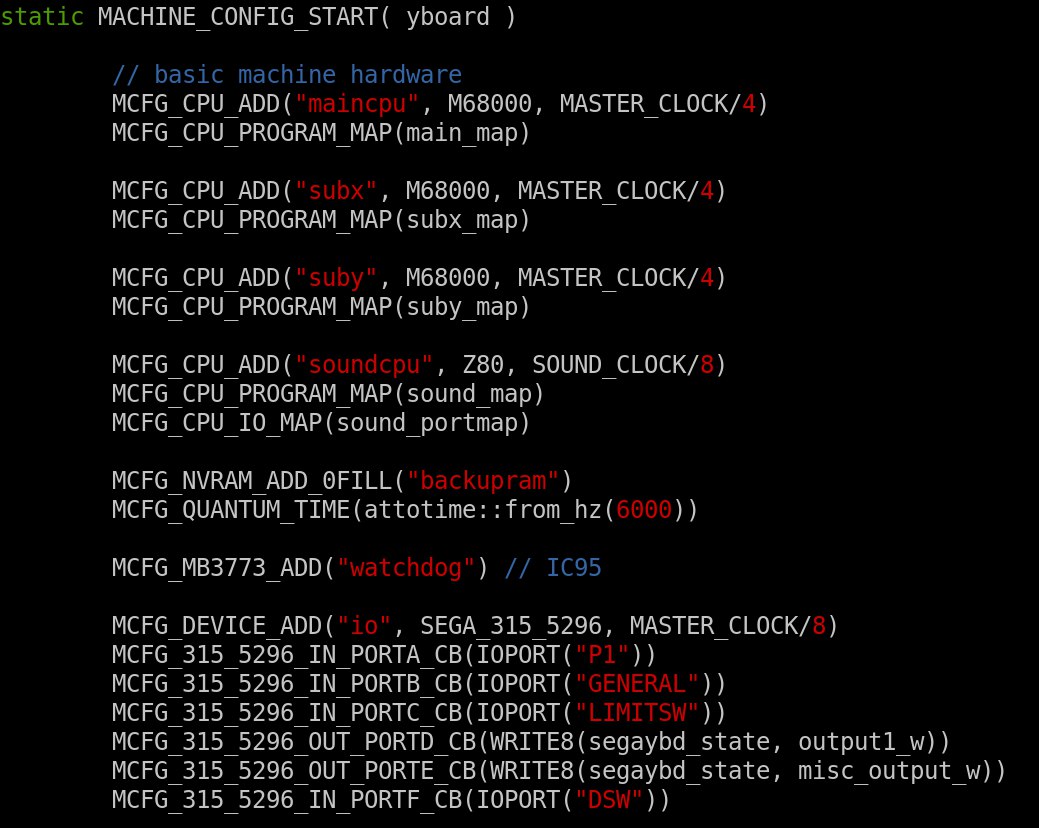 static MACHINE_CONFIG_START( yboard )
// basic machine hardware
MCFG_CPU_ADD("maincpu", M68000, MASTER_CLOCK/4)
MCFG_CPU_PROGRAM_MAP(main_map)
MCFG_CPU_ADD("subx", M68000, MASTER_CLOCK/4)
MCFG_CPU_PROGRAM_MAP(subx_map)
MCFG_CPU_ADD("suby", M68000, MASTER_CLOCK/4)
MCFG_CPU_PROGRAM_MAP(suby_map)
MCFG_CPU_ADD("soundcpu", Z80, SOUND_CLOCK/8)
MCFG_CPU_PROGRAM_MAP(sound_map)
MCFG_CPU_IO_MAP(sound_portmap)
MCFG_NVRAM_ADD_0FILL("backupram")
MCFG_QUANTUM_TIME(attotime::from_hz(6000))
MCFG_MB3773_ADD("watchdog") // IC95
MCFG_DEVICE_ADD("io", SEGA_315_5296, MASTER_CLOCK/8)
MCFG_315_5296_IN_PORTA_CB(IOPORT("P1"))
MCFG_315_5296_IN_PORTB_CB(IOPORT("GENERAL"))
MCFG_315_5296_IN_PORTC_CB(IOPORT("LIMITSW"))
MCFG_315_5296_OUT_PORTD_CB(WRITE8(segaybd_state, output1_w))
MCFG_315_5296_OUT_PORTE_CB(WRITE8(segaybd_state, misc_output_w))
MCFG_315_5296_IN_PORTF_CB(IOPORT("DSW"))